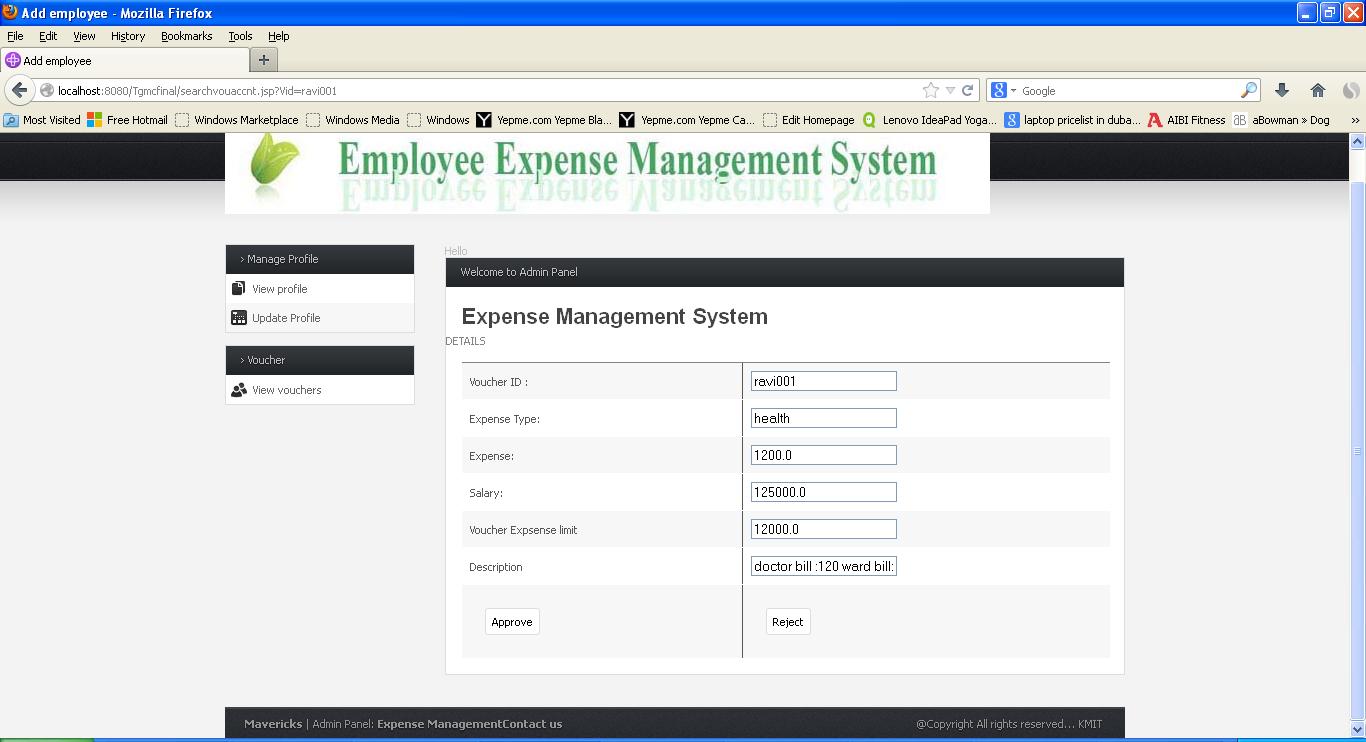 Add employee - Mozilla Firefox
File Edit View History Bookmarks Tools Help
Add employee
localhost:8080/Tgmcfinal/searchvouaccnt.jsp?Vid=ravi001
Google
Most Visited Free Hotmail Windows Marketplace Windows Media Windows Yepme.com Yepme Bla... Yepme.com Yepme Ca... Edit Homepage Lenovo IdeaPad Yoga... laptop pricelist in duba... AIBI Fitness aB aBowman » Dog »
Employee Expense Management System
> Manage Profile
View profile
Update Profile
> Voucher
View vouchers
Hello
Welcome to Admin Panel
Expense Management System
DETAILS
Voucher ID : ravi001
Expense Type: health
Expense: 1200.0
Salary: 125000.0
Voucher Expsense limit 12000.0
Description doctor bill :120 ward bill:
Approve Reject
Mavericks | Admin Panel: Expense ManagementContact us
@Copyright All rights reserved... KMIT